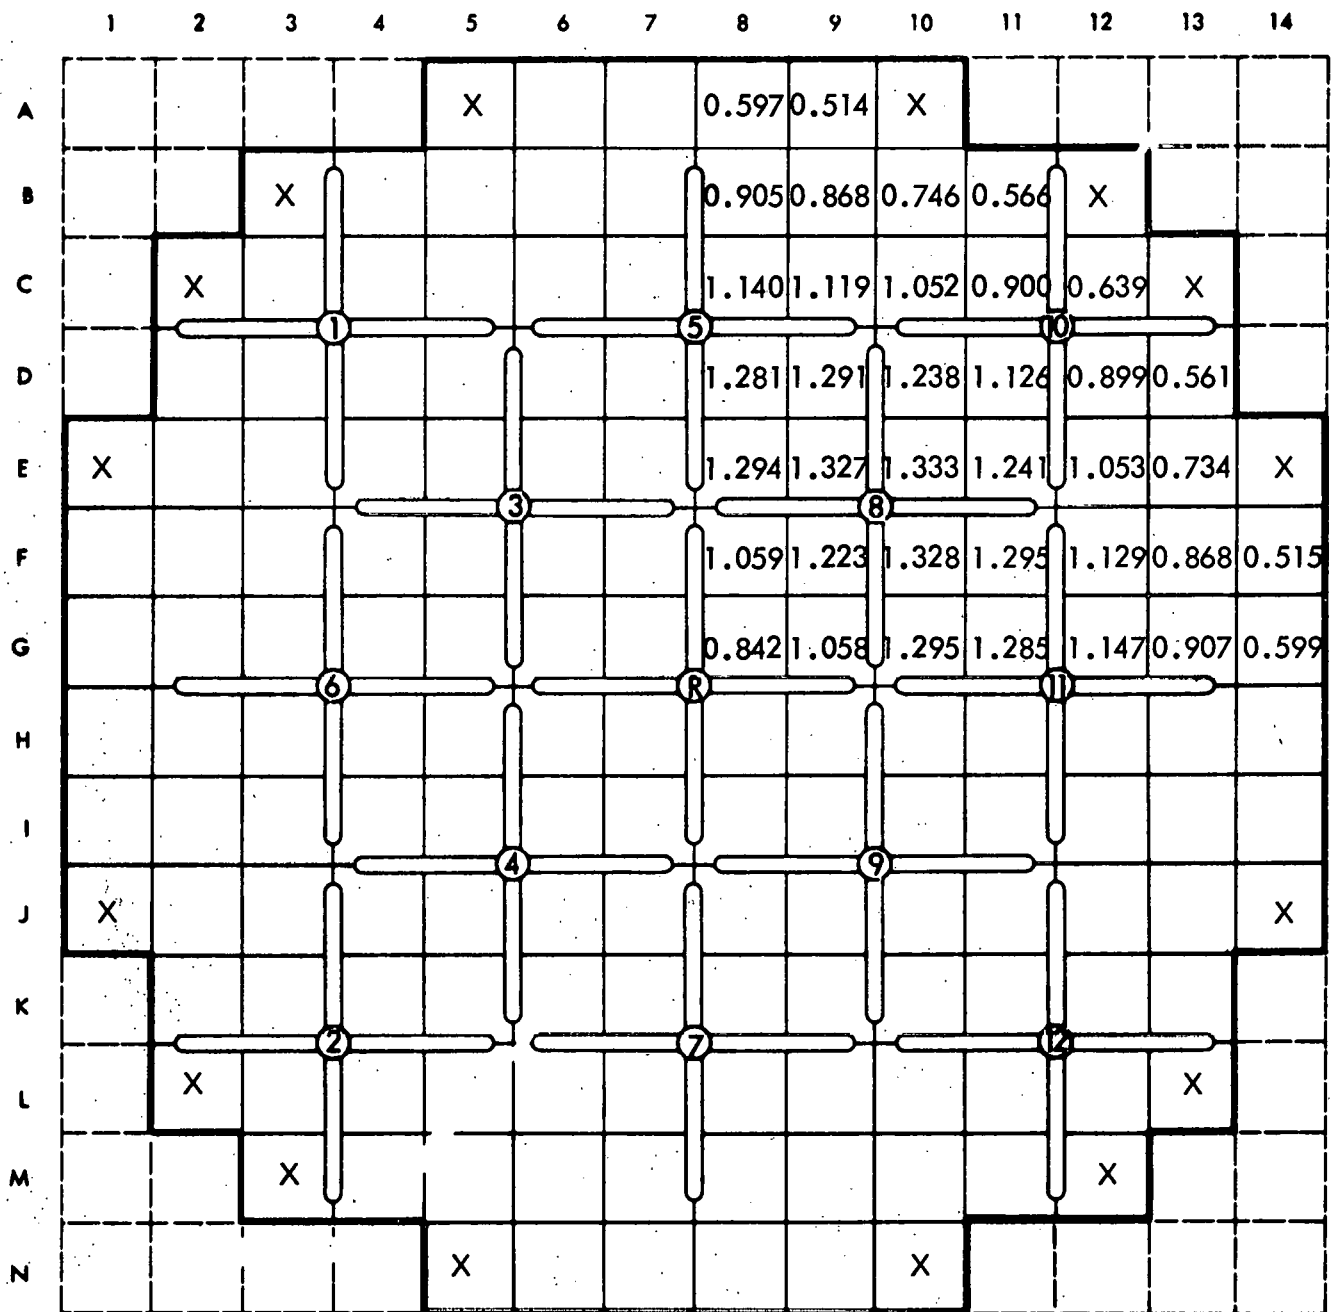 1 2 3 4 5 6 7 8 9 10 11 12 13 14
A X 0.597 0.514 X
B X 0.905 0.868 0.746 0.566 X
C X 1.140 1.119 1.052 0.900 0.639 X
1 5 10
D 1.281 1.291 1.238 1.126 0.899 0.561
E X 1.294 1.327 1.333 1.241 1.053 0.734 X
3 8
F 1.059 1.223 1.328 1.295 1.129 0.868 0.515
G 0.842 1.058 1.295 1.285 1.147 0.907 0.599
6 R 11
H
I
4 9
J X X
K
2 7 12
L X X
M X X
N X X